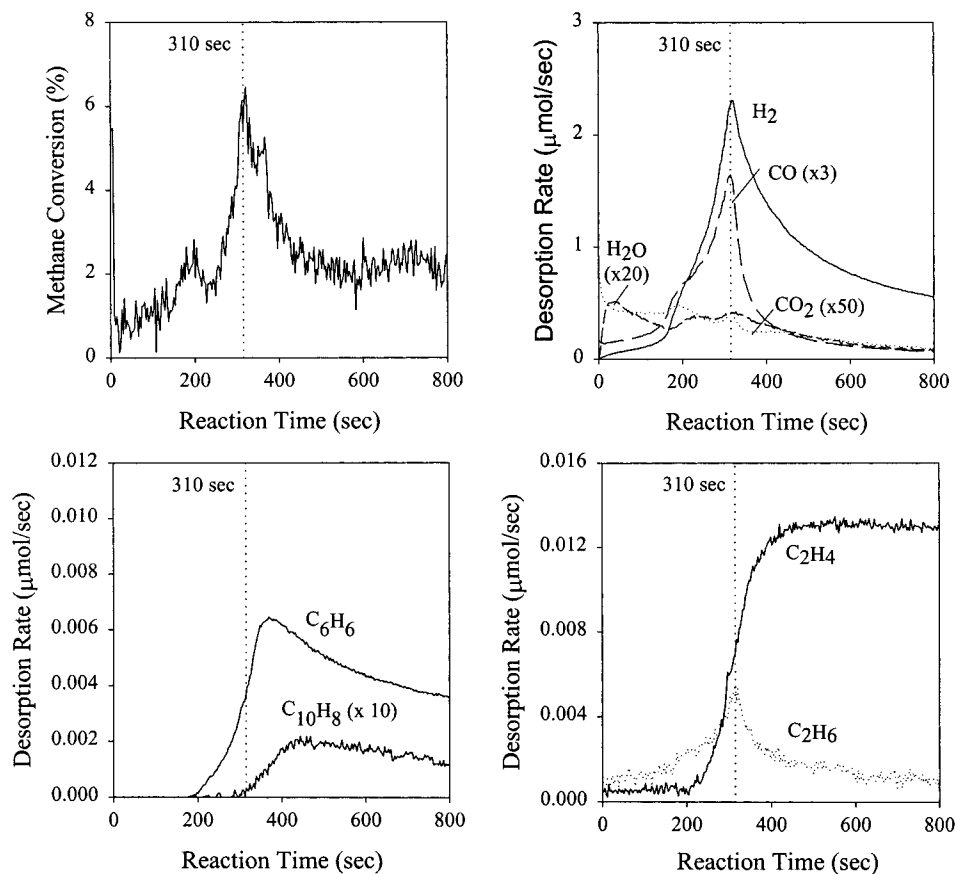 Methane Conversion (%)
8
6
4
2
0
310 sec
0 200 400 600 800
Reaction Time (sec)
Desorption Rate (μmol/sec)
3
2
1
0
310 sec
H2
CO (x3)
H2O
(x20)
CO2 (x50)
0 200 400 600 800
Reaction Time (sec)
Desorption Rate (μmol/sec)
0.012
0.010
0.008
0.006
0.004
0.002
0.000
310 sec
C6H6
C10H8 (x 10)
0 200 400 600 800
Reaction Time (sec)
Desorption Rate (μmol/sec)
0.016
0.012
0.008
0.004
0.000
310 sec
C2H4
C2H6
0 200 400 600 800
Reaction Time (sec)